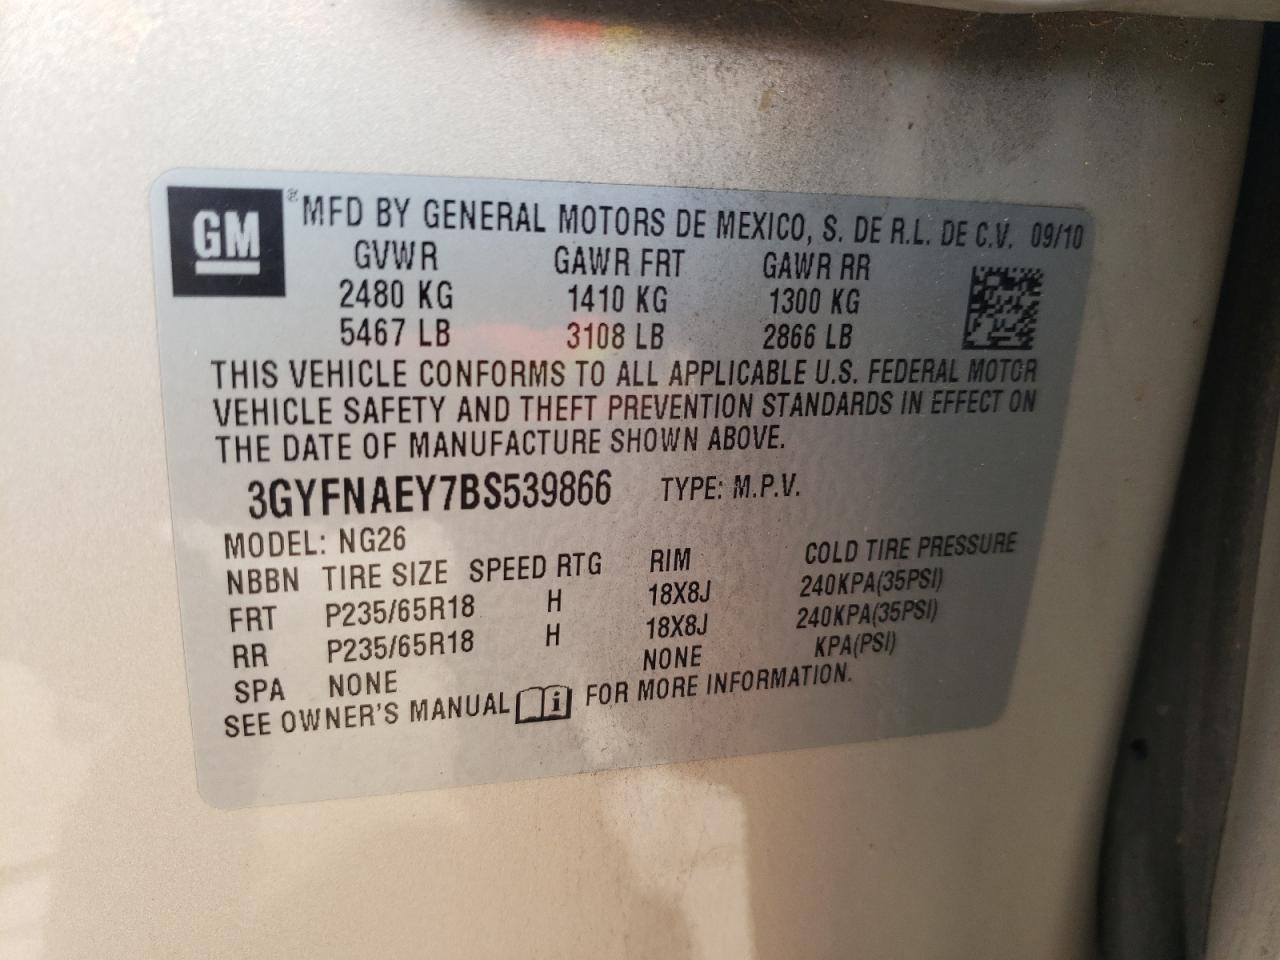 GM ® MFD BY GENERAL MOTORS DE MEXICO, S. DE R.L. DE C.V. 09/10
GVWR GAWR FRT GAWR RR
2480 KG 1410 KG 1300 KG
5467 LB 3108 LB 2866 LB
THIS VEHICLE CONFORMS TO ALL APPLICABLE U.S. FEDERAL MOTOR
VEHICLE SAFETY AND THEFT PREVENTION STANDARDS IN EFFECT ON
THE DATE OF MANUFACTURE SHOWN ABOVE.
3GYFNAEY7BS539866 TYPE: M.P.V.
MODEL: NG26
NBBN TIRE SIZE SPEED RTG RIM COLD TIRE PRESSURE
FRT P235/65R18 H 18X8J 240KPA(35PSI)
RR P235/65R18 H 18X8J 240KPA(35PSI)
SPA NONE NONE KPA(PSI)
SEE OWNER'S MANUAL i FOR MORE INFORMATION.